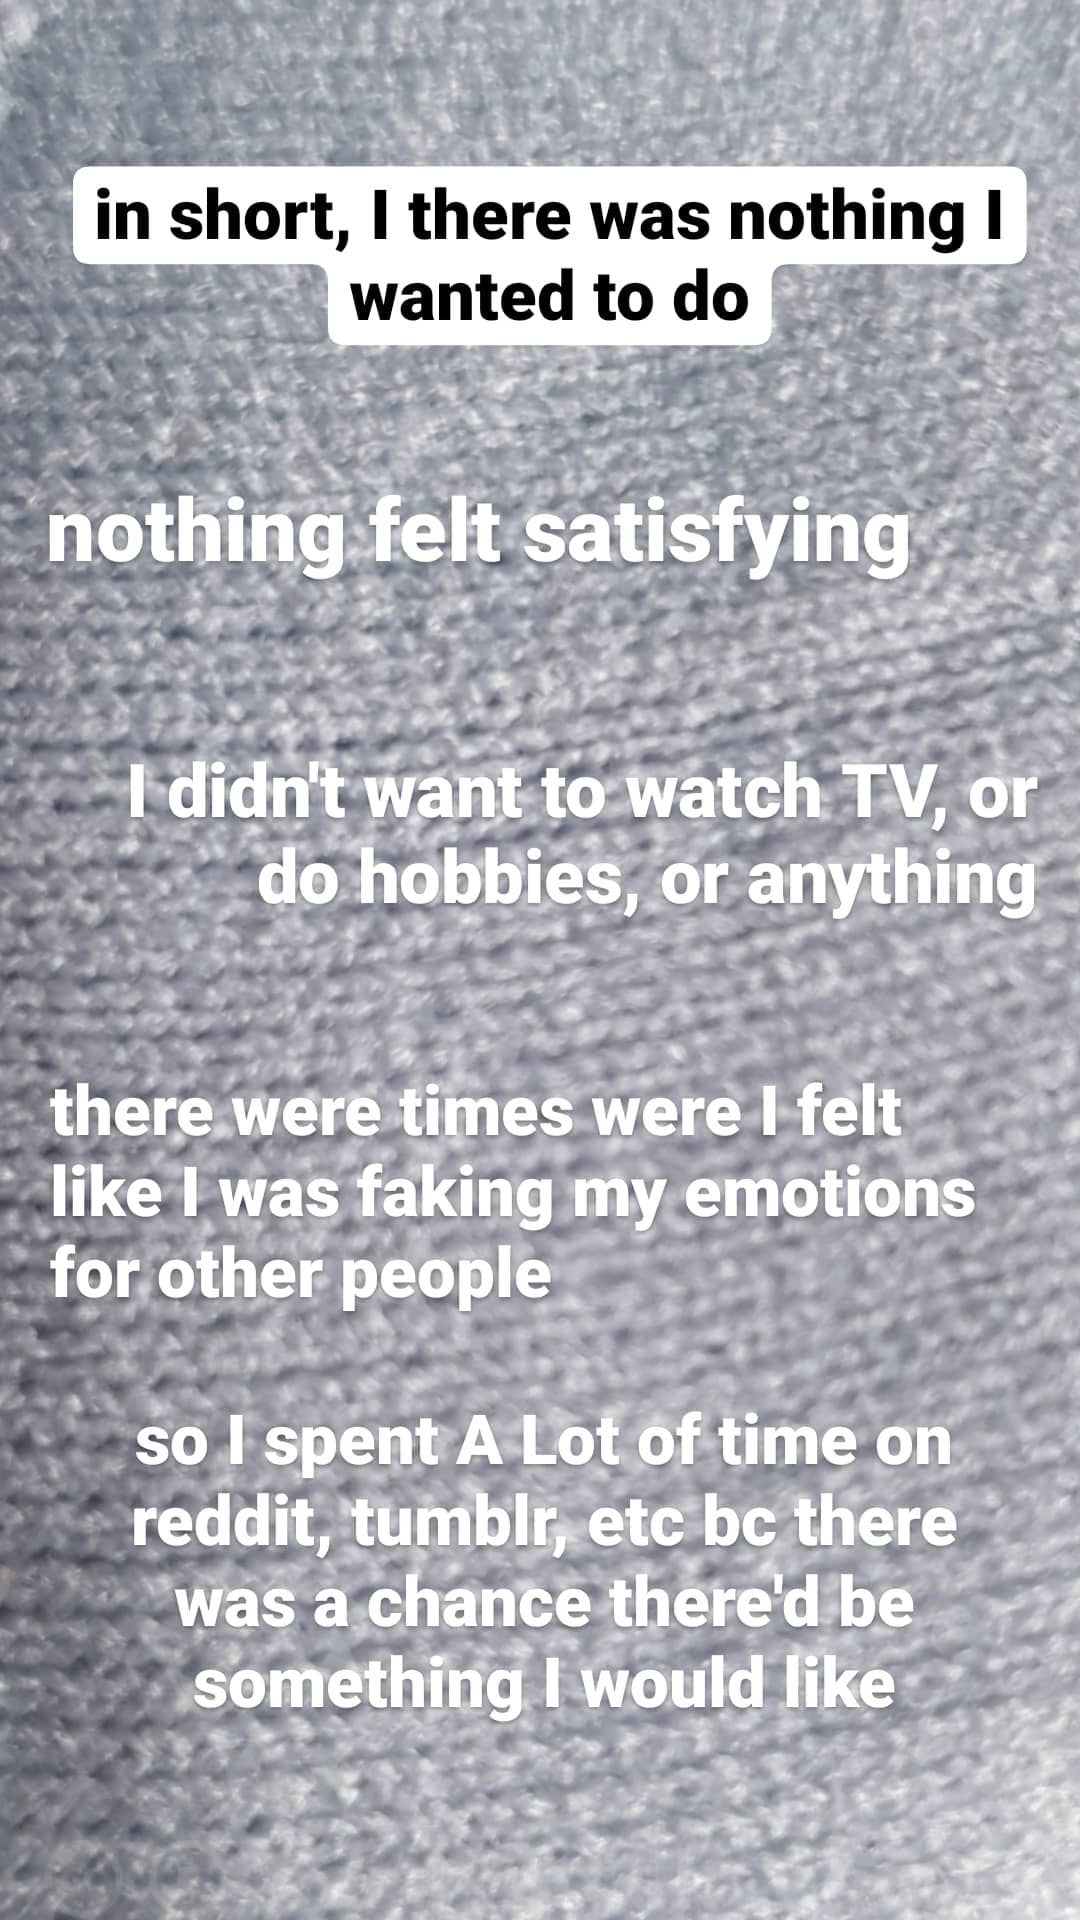 in short, I there was nothing I
wanted to do
nothing felt satisfying
I didn't want to watch TV, or
do hobbies, or anything
there were times were I felt
like I was faking my emotions
for other people
so I spent A Lot of time on
reddit, tumblr, etc bc there
was a chance there'd be
something I would like